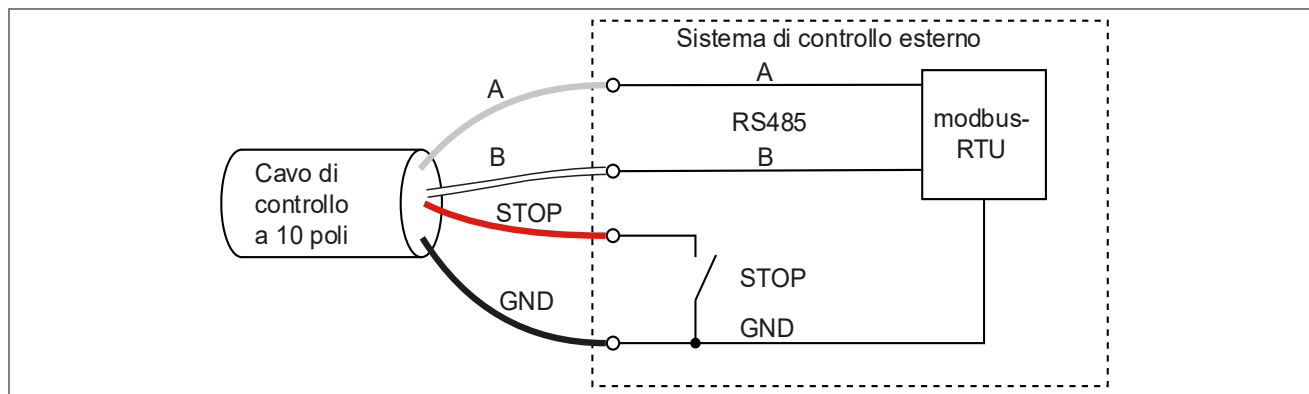 Sistema di controllo esterno
A
A
RS485
modbus-
RTU
B
B
Cavo di
controllo
a 10 poli
STOP
STOP
GND
GND